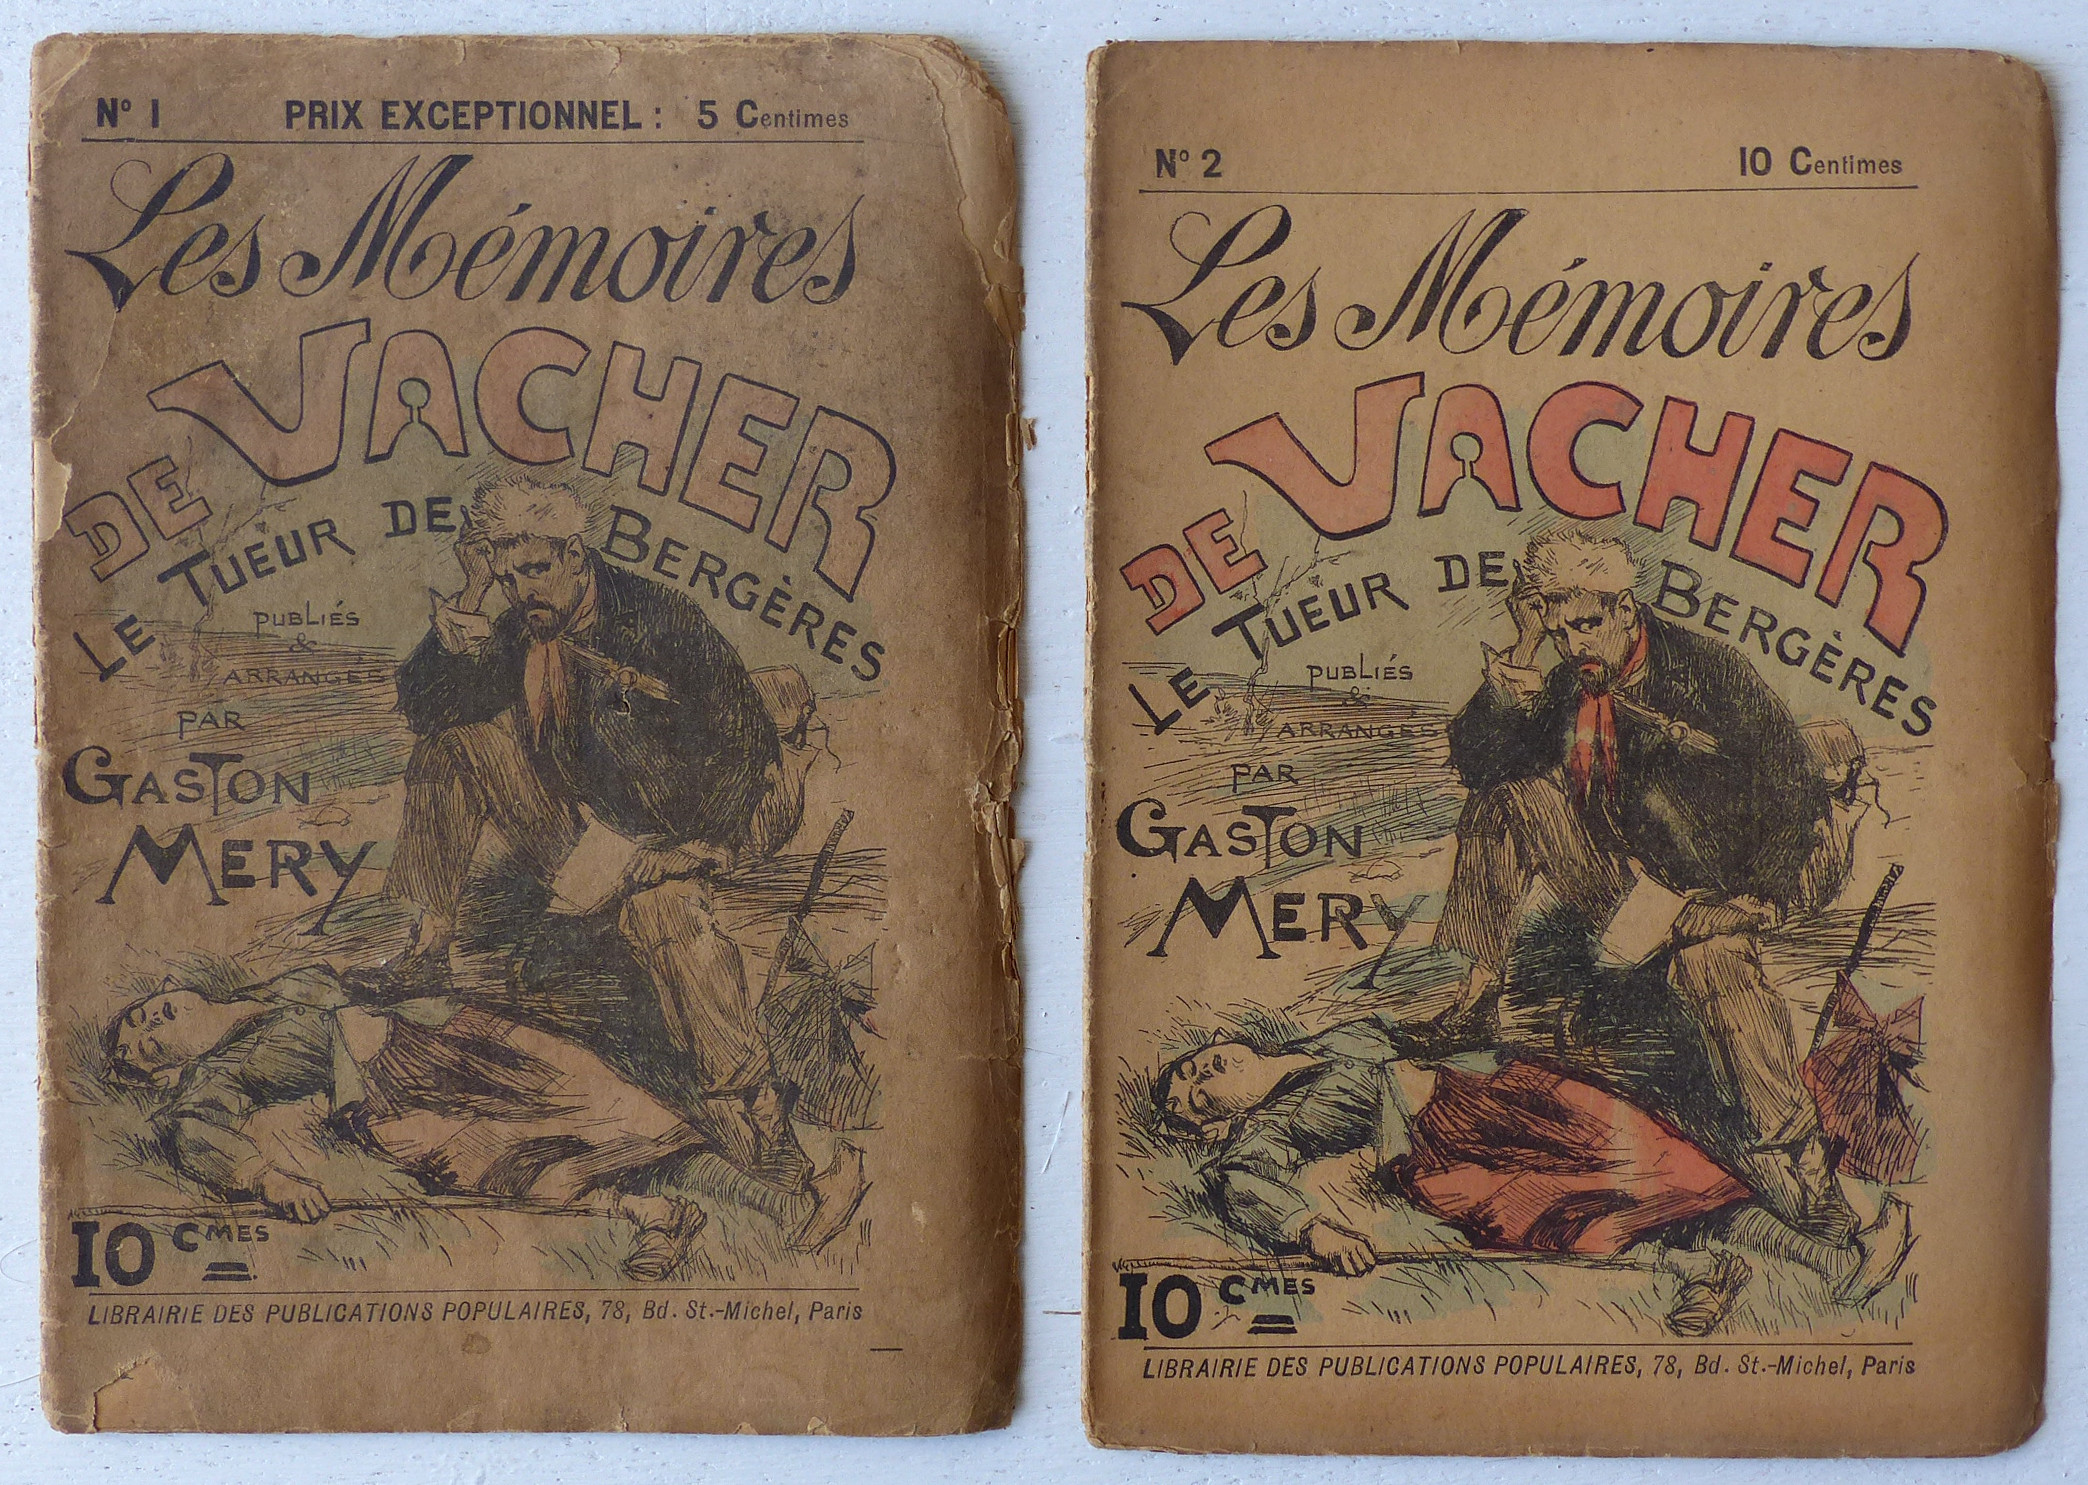 N° 1 PRIX EXCEPTIONNEL : 5 Centimes
Les Mémoires
DE VACHER
LE TUEUR DE BERGÈRES
PUBLIÉS
&
ARRANGÉS
PAR
GASTON
MERY
10 CMES
LIBRAIRIE DES PUBLICATIONS POPULAIRES, 78, Bd. St.-Michel, Paris
N° 2 10 Centimes
Les Mémoires
DE VACHER
LE TUEUR DE BERGÈRES
PUBLIÉS
&
ARRANGÉS
PAR
GASTON
MERY
10 CMES
LIBRAIRIE DES PUBLICATIONS POPULAIRES, 78, Bd. St.-Michel, Paris